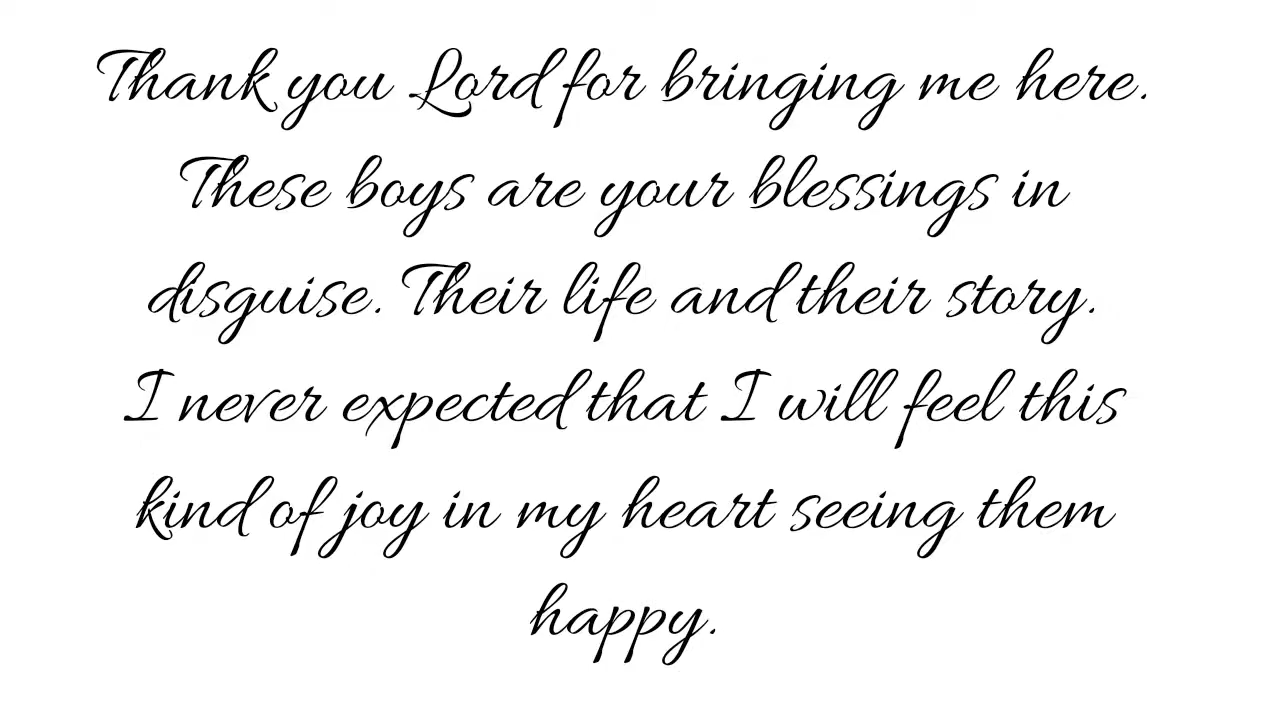 Thank you Lord for bringing me here.
These boys are your blessings in
disguise. Their life and their story.
I never expected that I will feel this
kind of joy in my heart seeing them
happy.